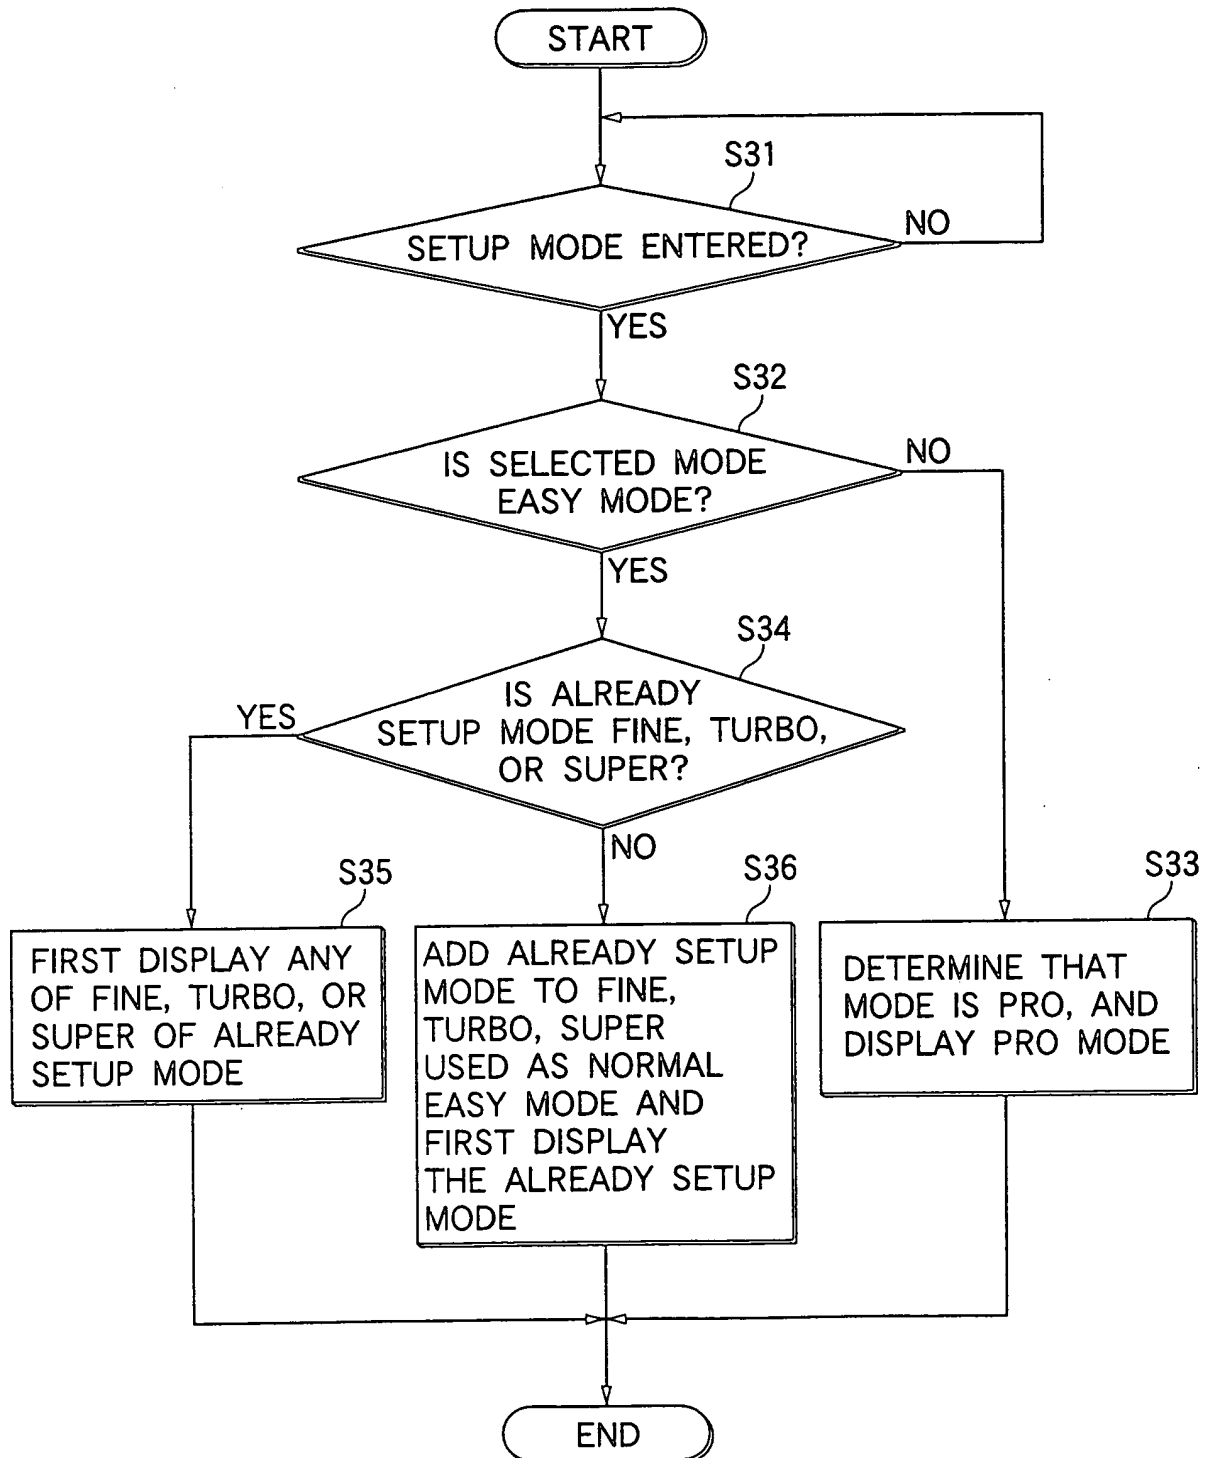 START
S31
SETUP MODE ENTERED?
NO
YES
S32
IS SELECTED MODE
EASY MODE?
NO
YES
S34
IS ALREADY
SETUP MODE FINE, TURBO,
OR SUPER?
YES
NO
S35
FIRST DISPLAY ANY
OF FINE, TURBO, OR
SUPER OF ALREADY
SETUP MODE
S36
ADD ALREADY SETUP
MODE TO FINE,
TURBO, SUPER
USED AS NORMAL
EASY MODE AND
FIRST DISPLAY
THE ALREADY SETUP
MODE
S33
DETERMINE THAT
MODE IS PRO, AND
DISPLAY PRO MODE
END